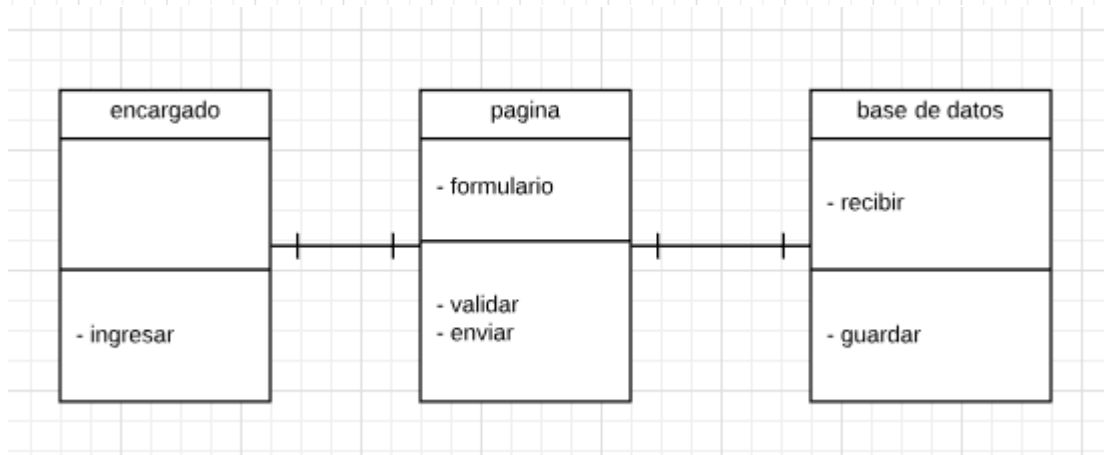 encargado
- ingresar
pagina
- formulario
- validar
- enviar
base de datos
- recibir
- guardar